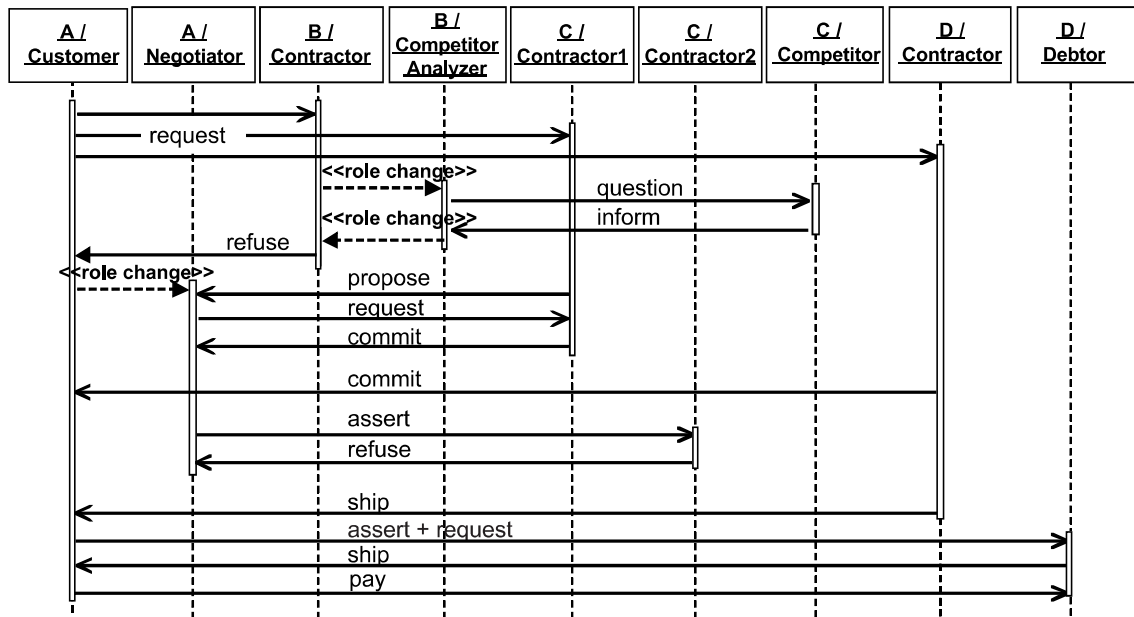 A / Customer
A / Negotiator
B / Contractor
B / Competitor Analyzer
C / Contractor1
C / Contractor2
C / Competitor
D / Contractor
D / Debtor
request
<<role change>>
question
<<role change>>
inform
refuse
<<role change>>
propose
request
commit
commit
assert
refuse
ship
assert + request
ship
pay